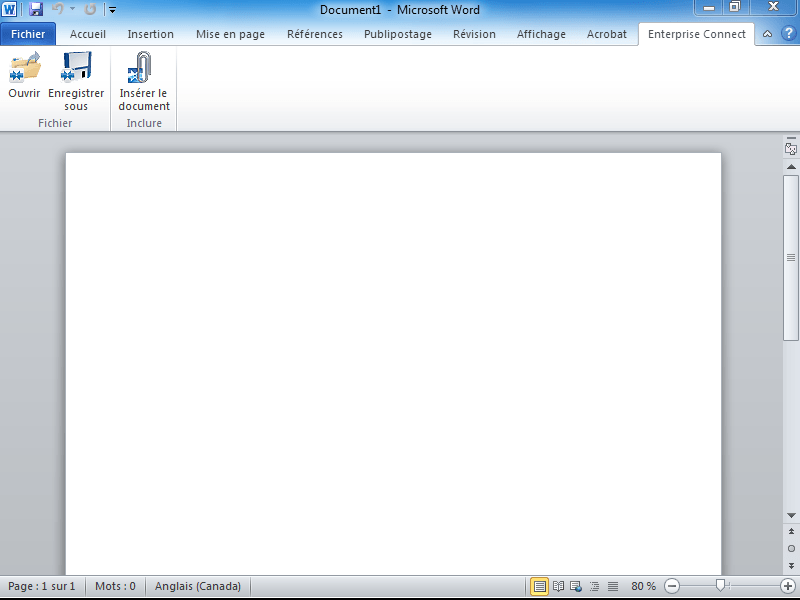 Document1 - Microsoft Word
Fichier Accueil Insertion Mise en page Références Publipostage Révision Affichage Acrobat Enterprise Connect
Ouvrir Enregistrer sous Insérer le document
Fichier Inclure
Page : 1 sur 1 Mots : 0 Anglais (Canada) 80 %